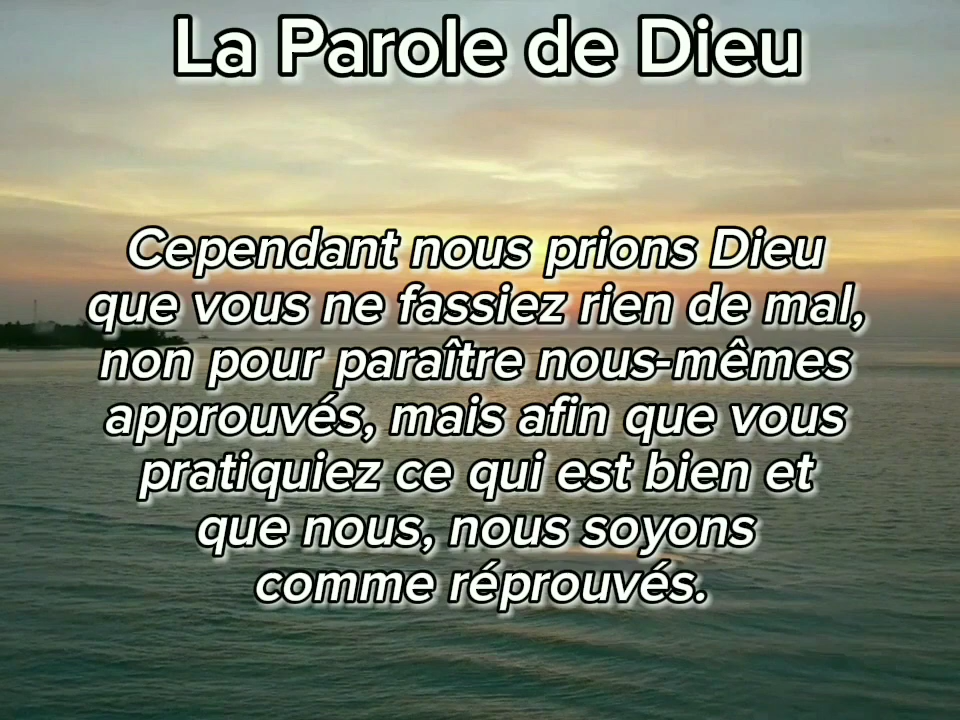 La Parole de Dieu
Cependant nous prions Dieu
que vous ne fassiez rien de mal,
non pour paraître nous-mêmes
approuvés, mais afin que vous
pratiquiez ce qui est bien et
que nous, nous soyons
comme réprouvés.